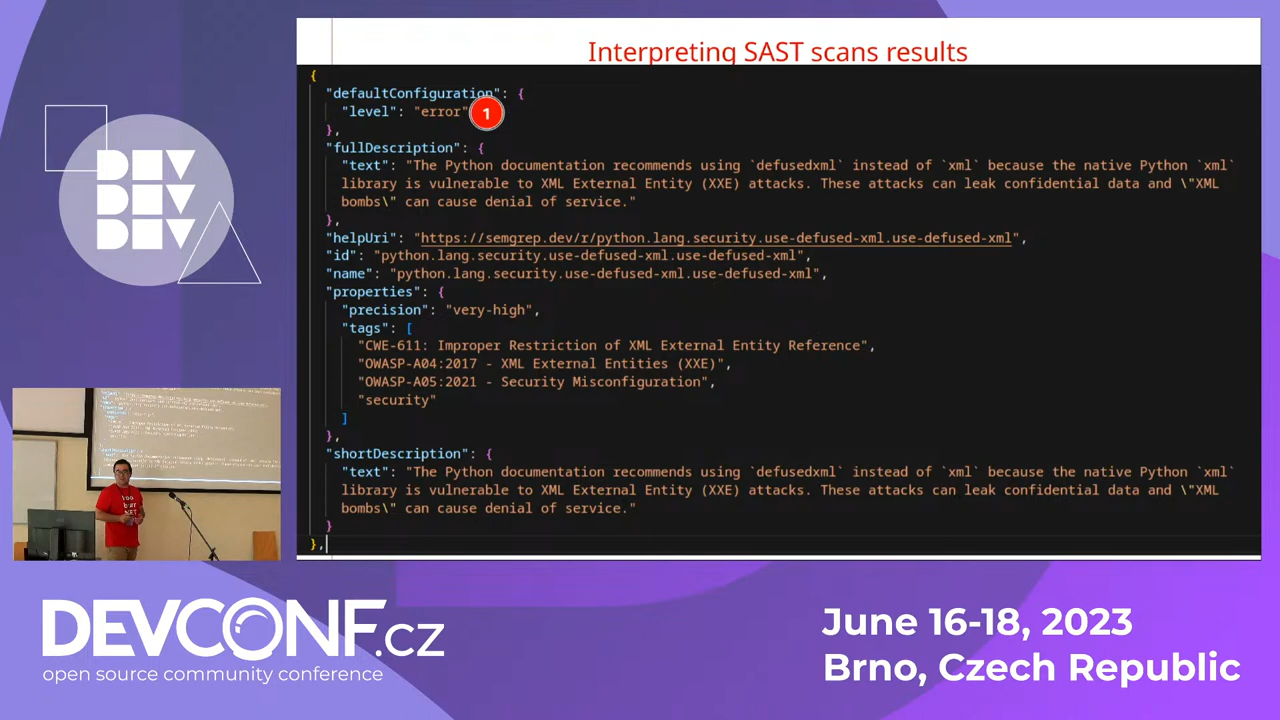 Interpreting SAST scans results
{
"defaultConfiguration": {
"level": "error"
1
},
"fullDescription": {
"text": "The Python documentation recommends using `defusedxml` instead of `xml` because the native Python `xml`
library is vulnerable to XML External Entity (XXE) attacks. These attacks can leak confidential data and \"XML
bombs\" can cause denial of service."
},
"helpUri": "https://semgrep.dev/r/python.lang.security.use-defused-xml.use-defused-xml",
"id": "python.lang.security.use-defused-xml.use-defused-xml",
"name": "python.lang.security.use-defused-xml.use-defused-xml",
"properties": {
"precision": "very-high",
"tags": [
"CWE-611: Improper Restriction of XML External Entity Reference",
"OWASP-A04:2017 - XML External Entities (XXE)",
"OWASP-A05:2021 - Security Misconfiguration",
"security"
]
},
"shortDescription": {
"text": "The Python documentation recommends using `defusedxml` instead of `xml` because the native Python `xml`
library is vulnerable to XML External Entity (XXE) attacks. These attacks can leak confidential data and \"XML
bombs\" can cause denial of service."
}
},
DEV
DEV
DEV
DEVCONF.cz
open source community conference
June 16-18, 2023
Brno, Czech Republic